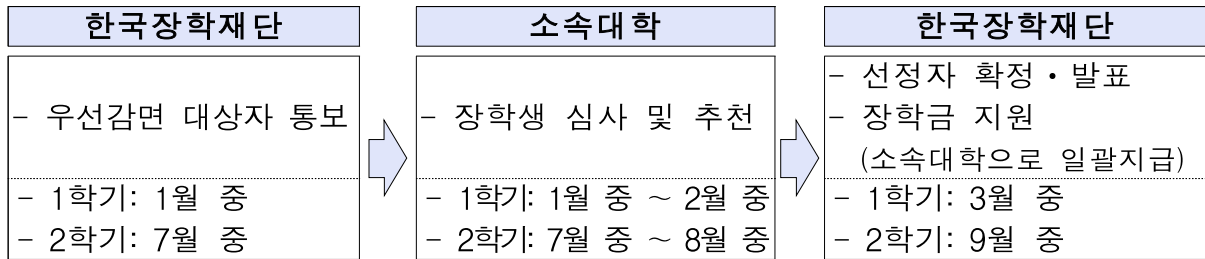 한국장학재단
- 우선감면 대상자 통보
- 1학기: 1월 중
- 2학기: 7월 중
소속대학
- 장학생 심사 및 추천
- 1학기: 1월 중 ~ 2월 중
- 2학기: 7월 중 ~ 8월 중
한국장학재단
- 선정자 확정·발표
- 장학금 지원
(소속대학으로 일괄지급)
- 1학기: 3월 중
- 2학기: 9월 중